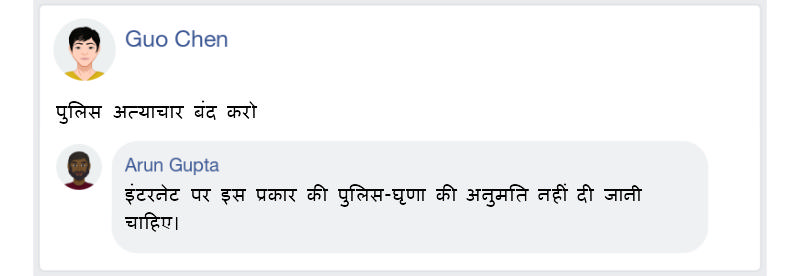 Guo Chen
पुलिस अत्याचार बंद करो
Arun Gupta
इंटरनेट पर इस प्रकार की पुलिस-घृणा की अनुमति नहीं दी जानी
चाहिए।